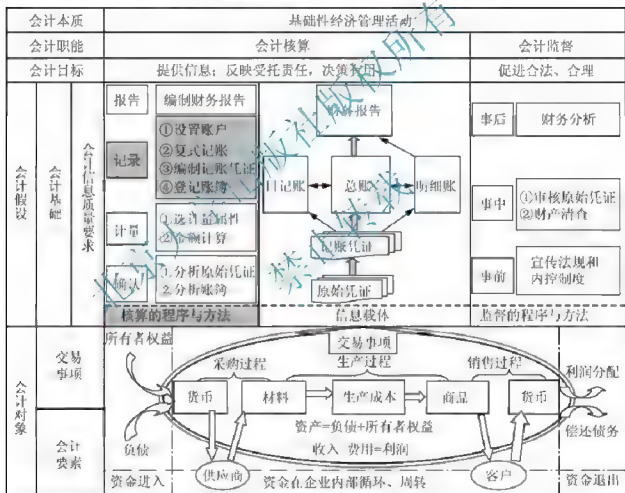 会计本质 基础性经济管理活动
会计职能 会计核算 会计监督
会计目标 提供信息：反映受托责任，决策有用 促进合法、合理
会计假设
会计基础
会计信息质量要求
报告 编制财务报告
记录
①设置账户
②复式记账
③编制记账凭证
④登记账簿
计量
①.选计量属性
②金额计算
确认
1.分析原始凭证
2.分析账簿
核算的程序与方法
财务报告
日记账 总账 明细账
记账凭证
原始凭证
信息载体
事后 财务分析
事中
①审核原始凭证
②财产清查
事前
宣传法规和
内控制度
监督的程序与方法
会计对象
交易
事项
会计
要素
所有者权益
负债
交易事项
采购过程 生产过程 销售过程
货币 材料 生产成本 商品 货币
资产=负债+所有者权益
收入 费用=利润
供应商 客户
利润分配
偿还债务
资金进入 资金在企业内部循环、周转 资金退出
版社版权所有
禁止转载